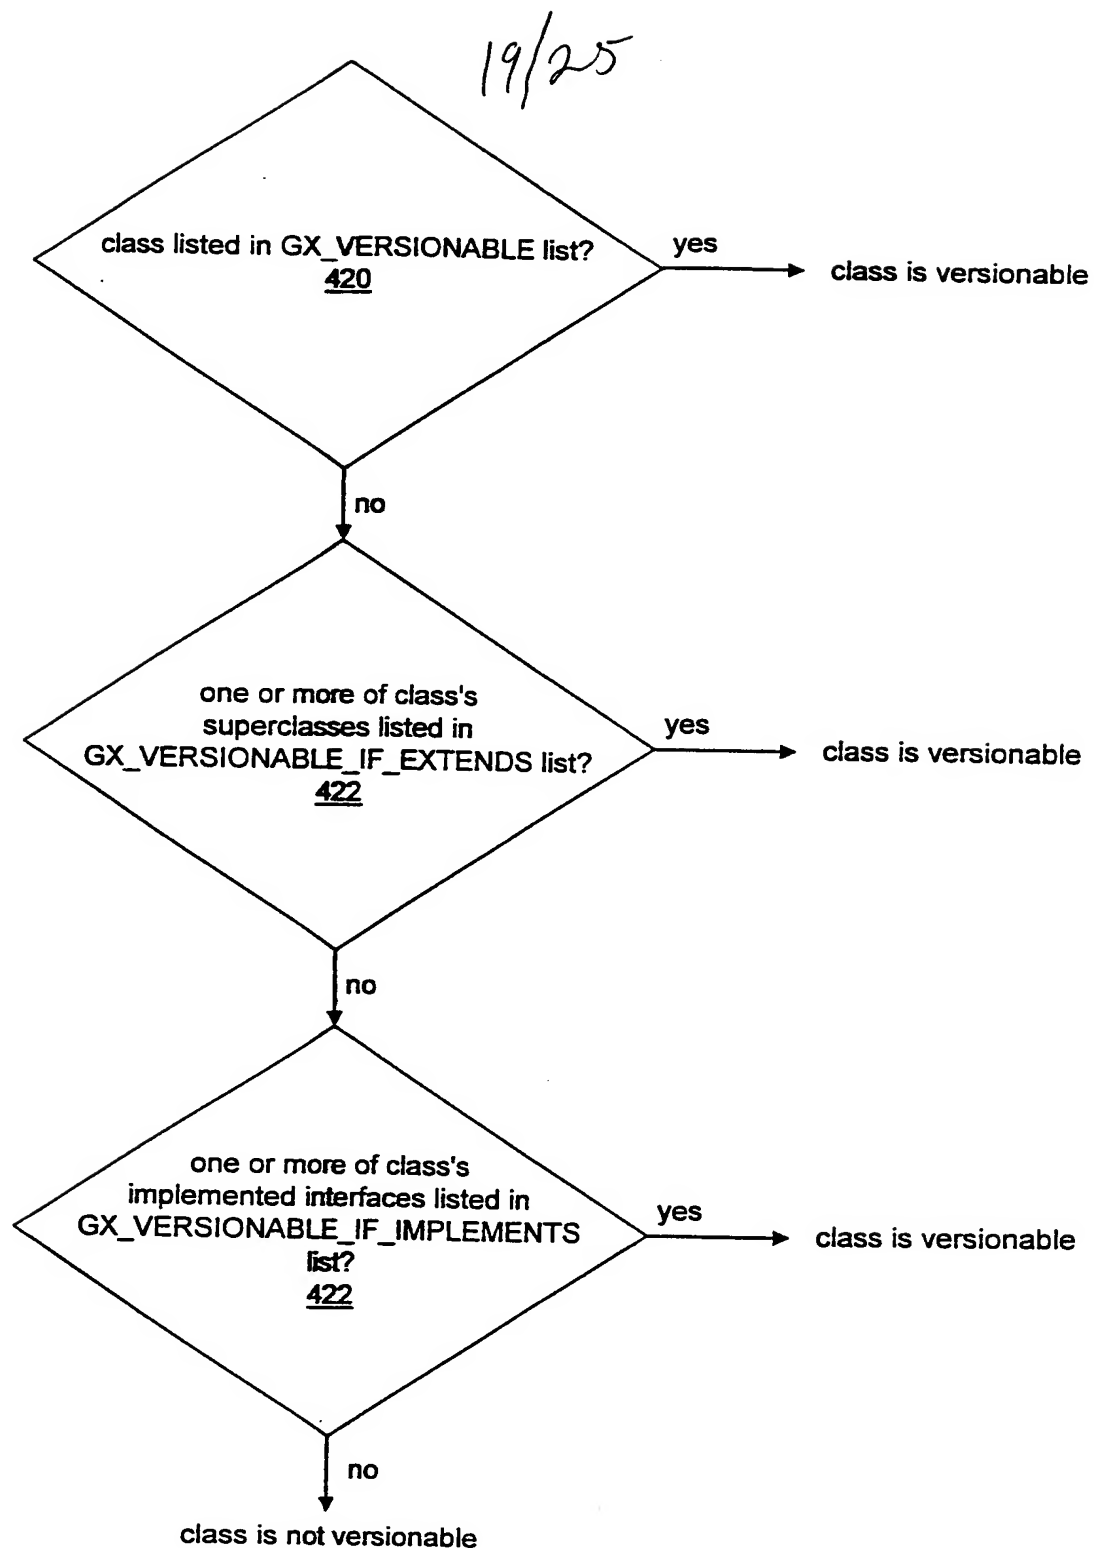 19/25
class listed in GX_VERSIONABLE list?
420
yes
class is versionable
no
one or more of class's
superclasses listed in
GX_VERSIONABLE_IF_EXTENDS list?
422
yes
class is versionable
no
one or more of class's
implemented interfaces listed in
GX_VERSIONABLE_IF_IMPLEMENTS
list?
422
yes
class is versionable
no
class is not versionable